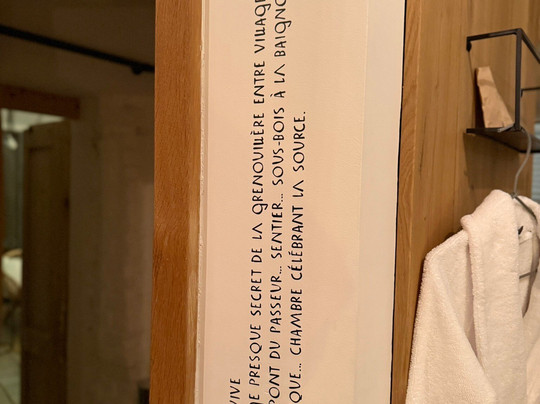 VIVE
PRESQUE SECRET DE LA GRENOUILLÈRE ENTRE VILLAGE
PONT DU PASSEUR... SENTIER... SOUS-BOIS À LA BAIGNO
QUE... CHAMBRE CÉLÉBRANT LA SOURCE.